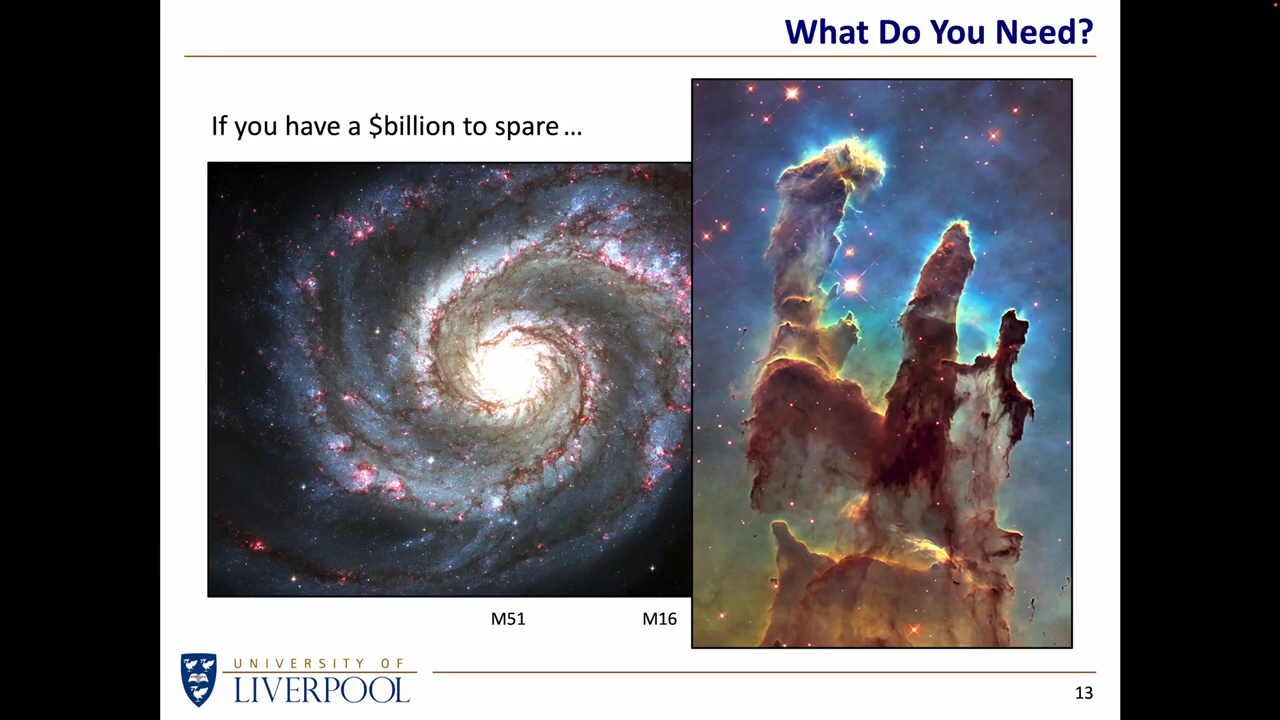 What Do You Need?
If you have a $billion to spare…
M51
M16
UNIVERSITY OF
LIVERPOOL
13